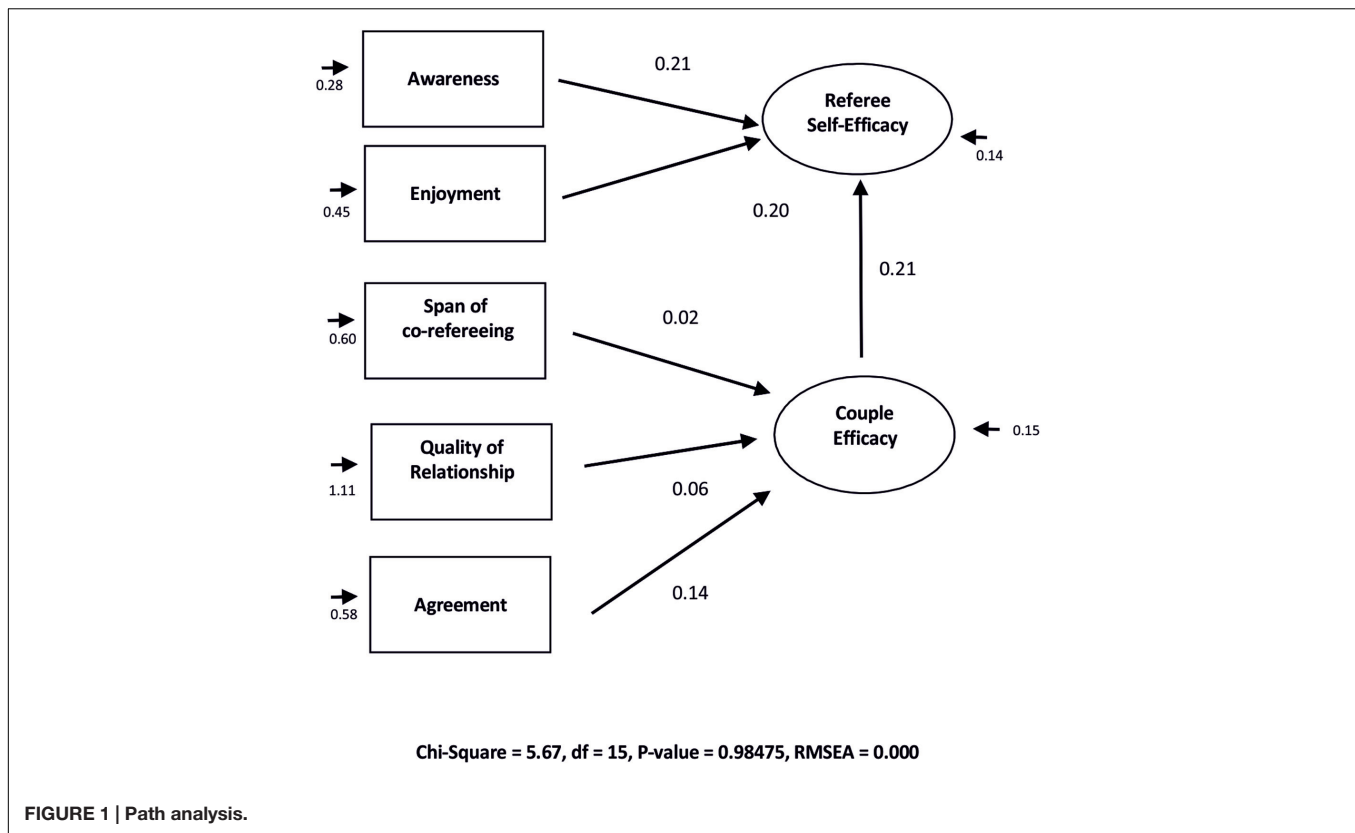 Awareness
0.28
0.21
Referee
Self-Efficacy
0.14
Enjoyment
0.45
0.20
0.21
Span of
co-refereeing
0.60
0.02
Couple
Efficacy
0.15
Quality of
Relationship
1.11
0.06
Agreement
0.58
0.14
Chi-Square = 5.67, df = 15, P-value = 0.98475, RMSEA = 0.000
FIGURE 1 | Path analysis.